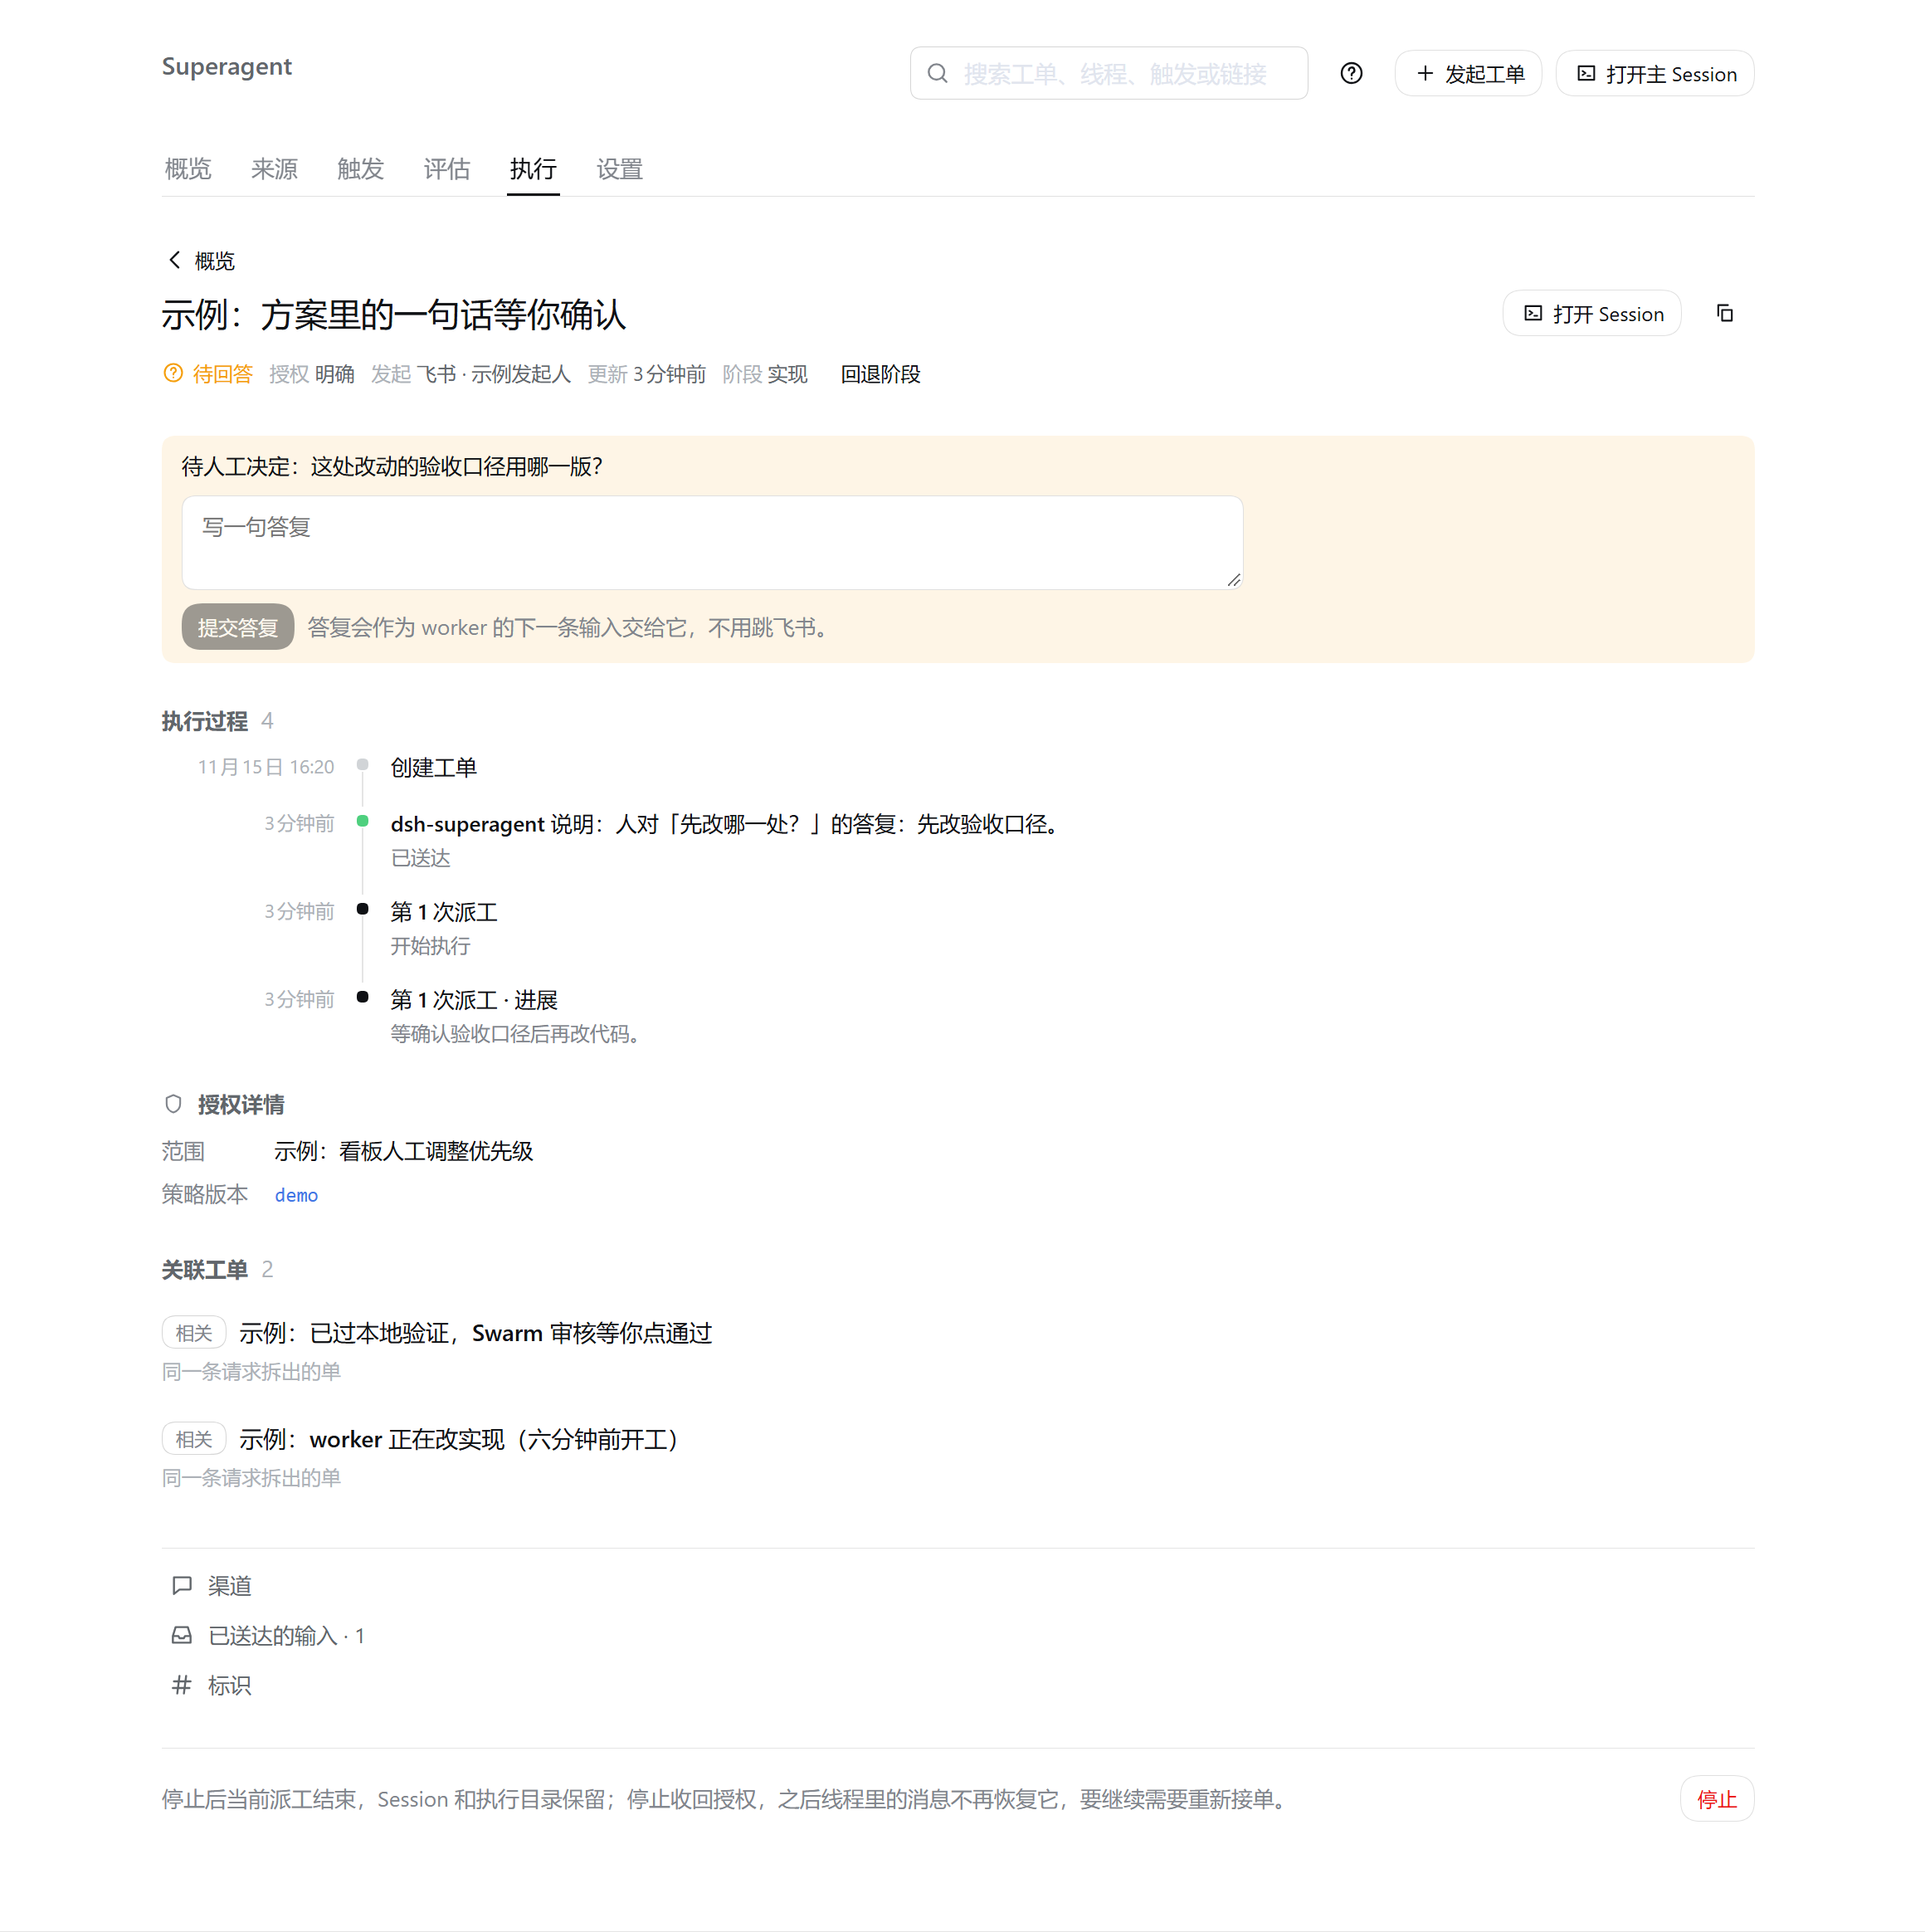 Superagent
搜索工单、线程、触发或链接
发起工单
打开主 Session
概览 来源 触发 评估 执行 设置
概览
示例：方案里的一句话等你确认
打开 Session
待回答 授权 明确 发起 飞书 · 示例发起人 更新 3 分钟前 阶段 实现 回退阶段
待人工决定：这处改动的验收口径用哪一版？
写一句答复
提交答复 答复会作为 worker 的下一条输入交给它，不用跳飞书。
执行过程 4
11月15日 16:20 创建工单
3 分钟前 dsh-superagent 说明：人对「先改哪一处？」的答复：先改验收口径。
已送达
3 分钟前 第 1 次派工
开始执行
3 分钟前 第 1 次派工 · 进展
等确认验收口径后再改代码。
授权详情
范围 示例：看板人工调整优先级
策略版本 demo
关联工单 2
相关 示例：已过本地验证，Swarm 审核等你点通过
同一条请求拆出的单
相关 示例：worker 正在改实现（六分钟前开工）
同一条请求拆出的单
渠道
已送达的输入 · 1
标识
停止后当前派工结束，Session 和执行目录保留；停止收回授权，之后线程里的消息不再恢复它，要继续需要重新接单。
停止